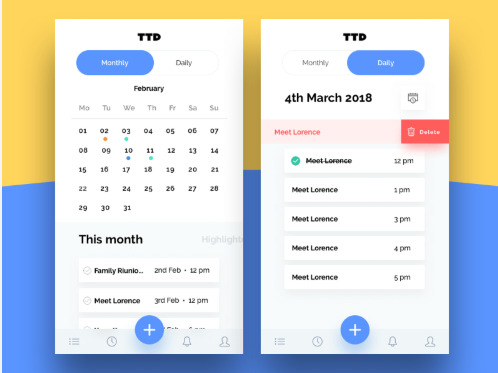 TTD
Monthly Daily
February
Mo Tu We Th Fr Sa Su
01 02 03 04 05 06 07
08 09 10 11 12 13 14
15 16 17 18 19 20 21
22 23 24 25 26 27 28
29 30 31
This month Highlighti
Family Riunio... 2nd Feb • 12 pm
Meet Lorence 3rd Feb • 12 pm
TTD
Monthly Daily
4th March 2018
Meet Lorence Delete
Meet Lorence 12 pm
Meet Lorence 1 pm
Meet Lorence 3 pm
Meet Lorence 4 pm
Meet Lorence 5 pm